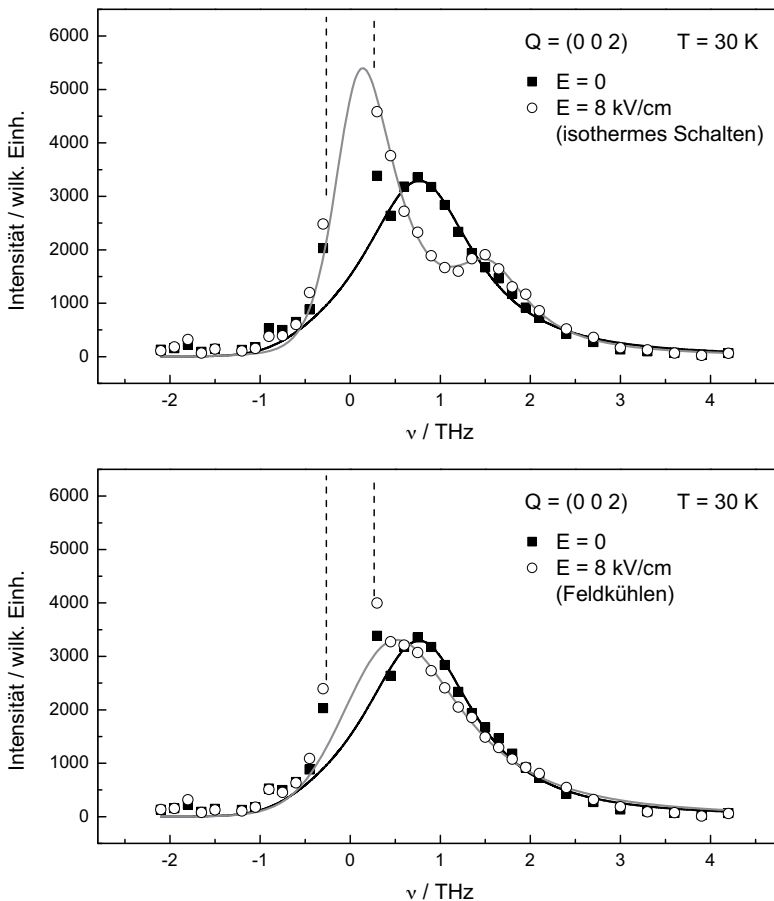 6000
5000
4000
3000
2000
1000
0
Intensität / wilk. Einh.
Q = (0 0 2) T = 30 K
E = 0
E = 8 kV/cm
(isothermes Schalten)
-2 -1 0 1 2 3 4
ν / THz
6000
5000
4000
3000
2000
1000
0
Intensität / wilk. Einh.
Q = (0 0 2) T = 30 K
E = 0
E = 8 kV/cm
(Feldkühlen)
-2 -1 0 1 2 3 4
ν / THz